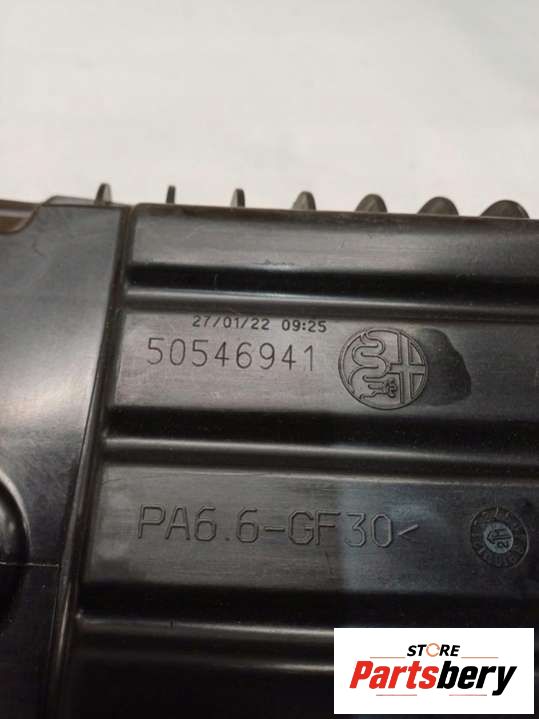 27/01/22 09:25
50546941
PA6.6-GF30<
STORE
Partsbery